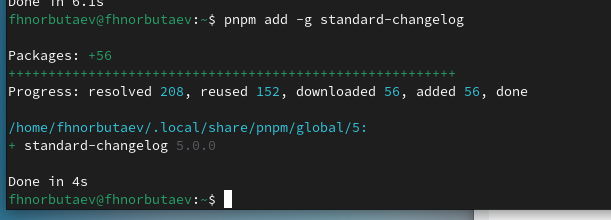 Done in 6.1s
fhnorbutaev@fhnorbutaev:~$ pnpm add -g standard-changelog
Packages: +56
++++++++++++++++++++++++++++++++++++++++++++++++++++++++
Progress: resolved 208, reused 152, downloaded 56, added 56, done
/home/fhnorbutaev/.local/share/pnpm/global/5:
+ standard-changelog 5.0.0
Done in 4s
fhnorbutaev@fhnorbutaev:~$